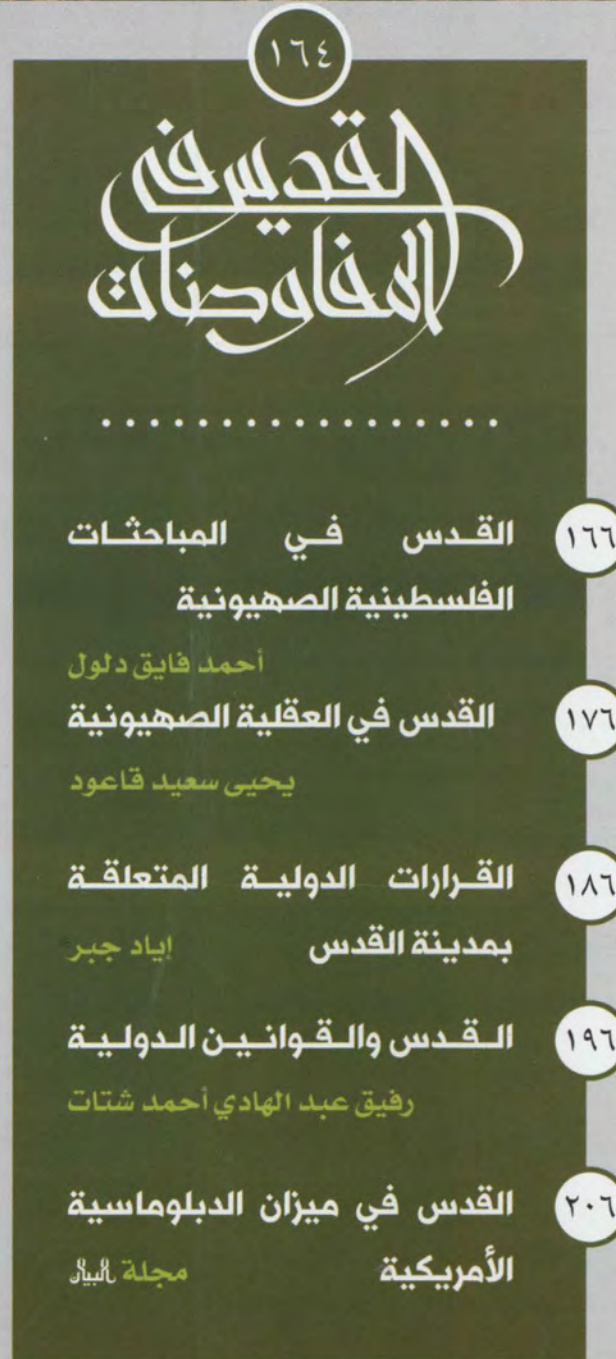 ١٦٤
القدس في
المفاوضات
١٦٦
القدس في المباحثات
الفلسطينية الصهيونية
أحمد فايق دلول
١٧٦
القدس في العقلية الصهيونية
يحيى سعيد قاعود
١٨٦
القرارات الدولية المتعلقة
بمدينة القدس إياد جبر
١٩٦
القدس والقوانين الدولية
رفيق عبد الهادي أحمد شتات
٢٠٦
القدس في ميزان الدبلوماسية
الأمريكية مجلة البيان